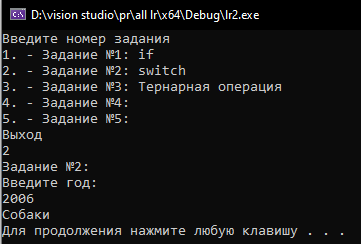 D:\vision studio\pr\all lr\x64\Debug\lr2.exe
Введите номер задания
1. - Задание №1: if
2. - Задание №2: switch
3. - Задание №3: Тернарная операция
4. - Задание №4:
5. - Задание №5:
Выход
2
Задание №2:
Введите год:
2006
Собаки
Для продолжения нажмите любую клавишу . . .